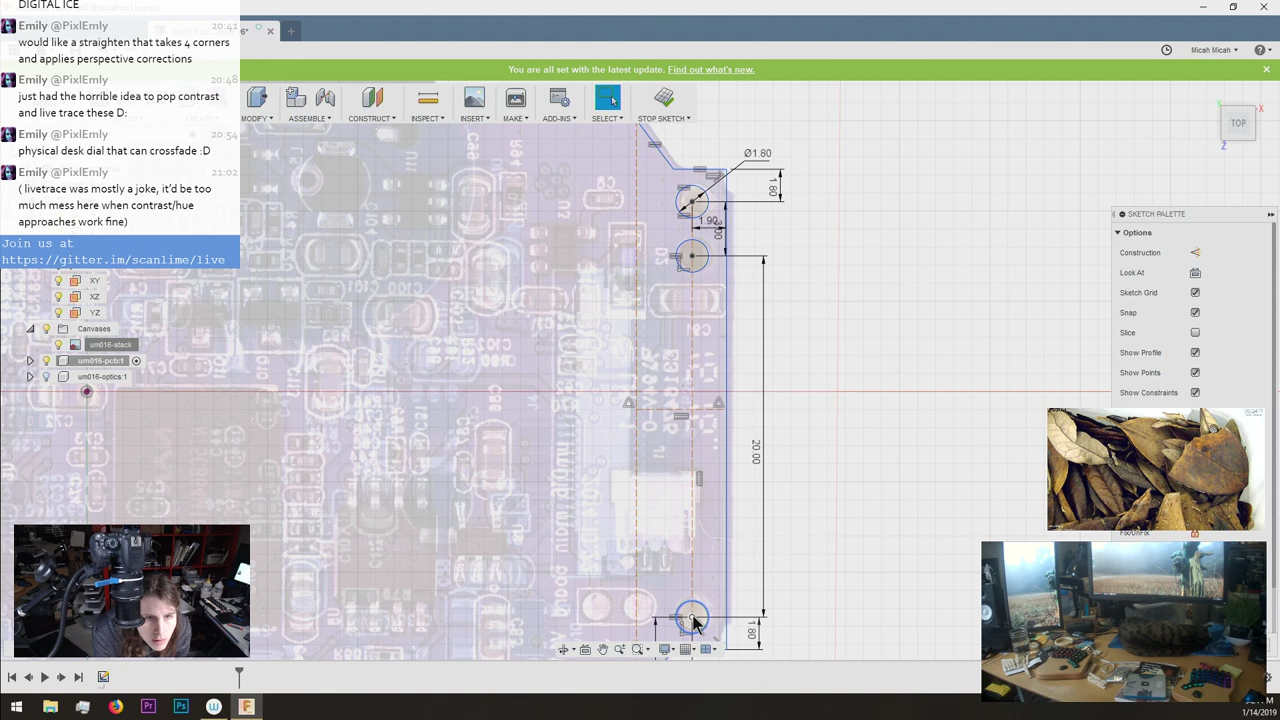 DIGITAL ICE
Emily @PixlEmly 20:41
would like a straighten that takes 4 corners
and applies perspective corrections
Emily @PixlEmly 20:48
just had the horrible idea to pop contrast
and live trace these D:
Emily @PixlEmly 20:54
physical desk dial that can crossfade :D
Emily @PixlEmly 21:02
( livetrace was mostly a joke, it'd be too
much mess here when contrast/hue
approaches work fine)
Join us at
https://gitter.im/scanlime/live
Micah Micah
You are all set with the latest update. Find out what's new.
MODIFY
ASSEMBLE
CONSTRUCT
INSPECT
INSERT
MAKE
ADD-INS
SELECT
STOP SKETCH
TOP
X
Y
Z
Ø1.80
1.80
1.90
3.00
20.00
1.80
XY
XZ
YZ
Canvases
um016-stack
um016-pcb:1
um016-optics:1
SKETCH PALETTE
Options
Construction
Look At
Sketch Grid
Snap
Slice
Show Profile
Show Points
Show Constraints
Fix/UnFix
1/14/2019